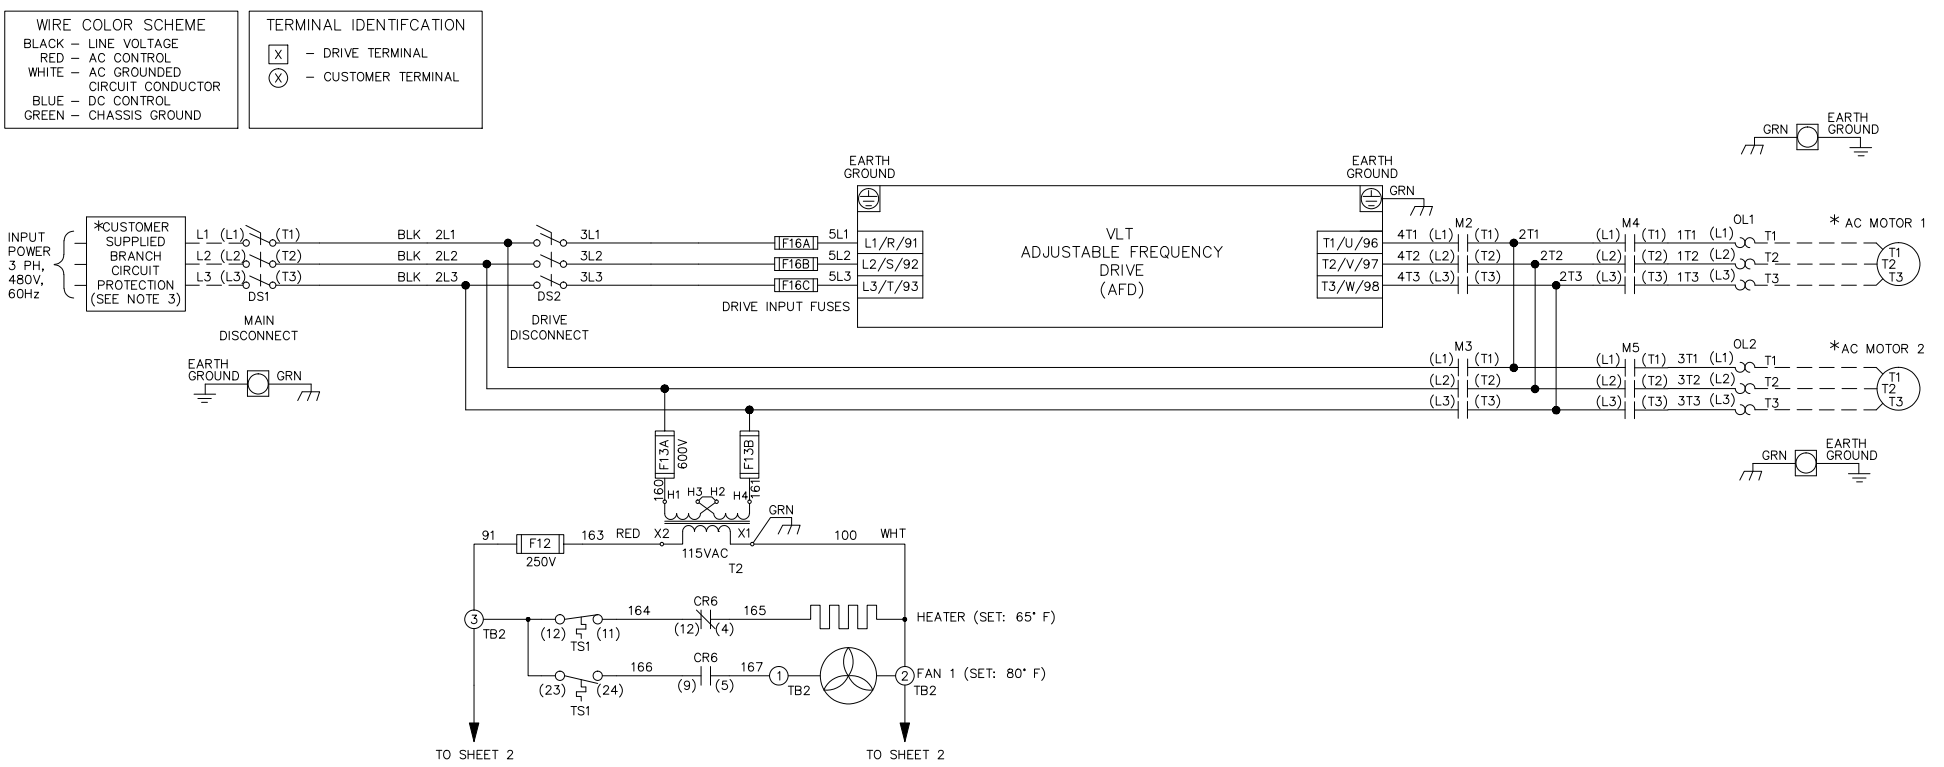 WIRE COLOR SCHEME
BLACK – LINE VOLTAGE
RED – AC CONTROL
WHITE – AC GROUNDED
CIRCUIT CONDUCTOR
BLUE – DC CONTROL
GREEN – CHASSIS GROUND
TERMINAL IDENTIFCATION
X – DRIVE TERMINAL
X – CUSTOMER TERMINAL
EARTH
GROUND
GRN
EARTH
GROUND
EARTH
GROUND
GRN
INPUT
POWER
3 PH,
480V,
60Hz
*CUSTOMER
SUPPLIED
BRANCH
CIRCUIT
PROTECTION
(SEE NOTE 3)
L1 (L1) (T1) BLK 2L1 3L1 F16A 5L1 L1/R/91
L2 (L2) (T2) BLK 2L2 3L2 F16B 5L2 L2/S/92
L3 (L3) (T3) BLK 2L3 3L3 F16C 5L3 L3/T/93
DS1
MAIN
DISCONNECT
DS2
DRIVE
DISCONNECT
DRIVE INPUT FUSES
VLT
ADJUSTABLE FREQUENCY
DRIVE
(AFD)
M2 M4 OL1
T1/U/96 4T1 (L1) (T1) 2T1 (L1) (T1) 1T1 (L1) T1
T2/V/97 4T2 (L2) (T2) 2T2 (L2) (T2) 1T2 (L2) T2
T3/W/98 4T3 (L3) (T3) 2T3 (L3) (T3) 1T3 (L3) T3
* AC MOTOR 1
T1
T2
T3
EARTH
GROUND
GRN
M3 M5 OL2
(L1) (T1) (L1) (T1) 3T1 (L1) T1
(L2) (T2) (L2) (T2) 3T2 (L2) T2
(L3) (T3) (L3) (T3) 3T3 (L3) T3
*AC MOTOR 2
T1
T2
T3
GRN
EARTH
GROUND
F13A
600V
F13B
160
161
H1 H3 H2 H4
GRN
91 F12 163 RED X2 X1 100 WHT
250V
115VAC
T2
3
TB2
164 CR6 165
(12) (11) (12) (4)
TS1
HEATER (SET: 65° F)
166 CR6 167
(23) (24) (9) (5)
TS1
1
TB2
2
TB2
FAN 1 (SET: 80° F)
TO SHEET 2
TO SHEET 2